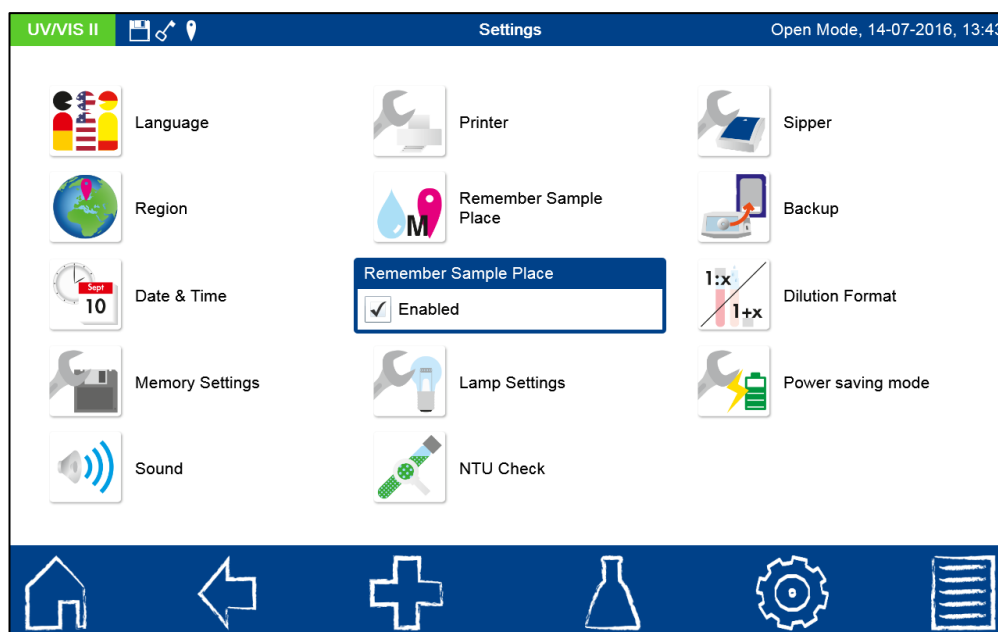 UV/VIS II
Settings
Open Mode, 14-07-2016, 13:43
Language
Printer
Sipper
Region
M
Remember Sample
Place
Backup
Sept
10
Date & Time
Remember Sample Place
Enabled
1:x
1+x
Dilution Format
Memory Settings
Lamp Settings
Power saving mode
Sound
NTU Check